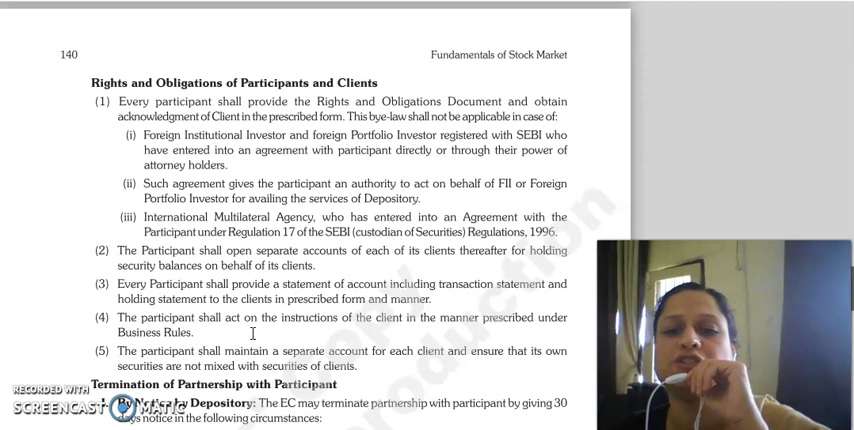 140
Fundamentals of Stock Market
Rights and Obligations of Participants and Clients
(1) Every participant shall provide the Rights and Obligations Document and obtain
acknowledgment of Client in the prescribed form. This bye-law shall not be applicable in case of:
(i) Foreign Institutional Investor and foreign Portfolio Investor registered with SEBI who
have entered into an agreement with participant directly or through their power of
attorney holders.
(ii) Such agreement gives the participant an authority to act on behalf of FII or Foreign
Portfolio Investor for availing the services of Depository.
(iii) International Multilateral Agency, who has entered into an Agreement with the
Participant under Regulation 17 of the SEBI (custodian of Securities) Regulations, 1996.
(2) The Participant shall open separate accounts of each of its clients thereafter for holding
security balances on behalf of its clients.
(3) Every Participant shall provide a statement of account including transaction statement and
holding statement to the clients in prescribed form and manner.
(4) The participant shall act on the instructions of the client in the manner prescribed under
Business Rules.
(5) The participant shall maintain a separate account for each client and ensure that its own
securities are not mixed with securities of clients.
Termination of Partnership with Participant
By Notice by Depository: The EC may terminate partnership with participant by giving 30
days notice in the following circumstances:
RECORDED WITH
SCREENCAST MATIC